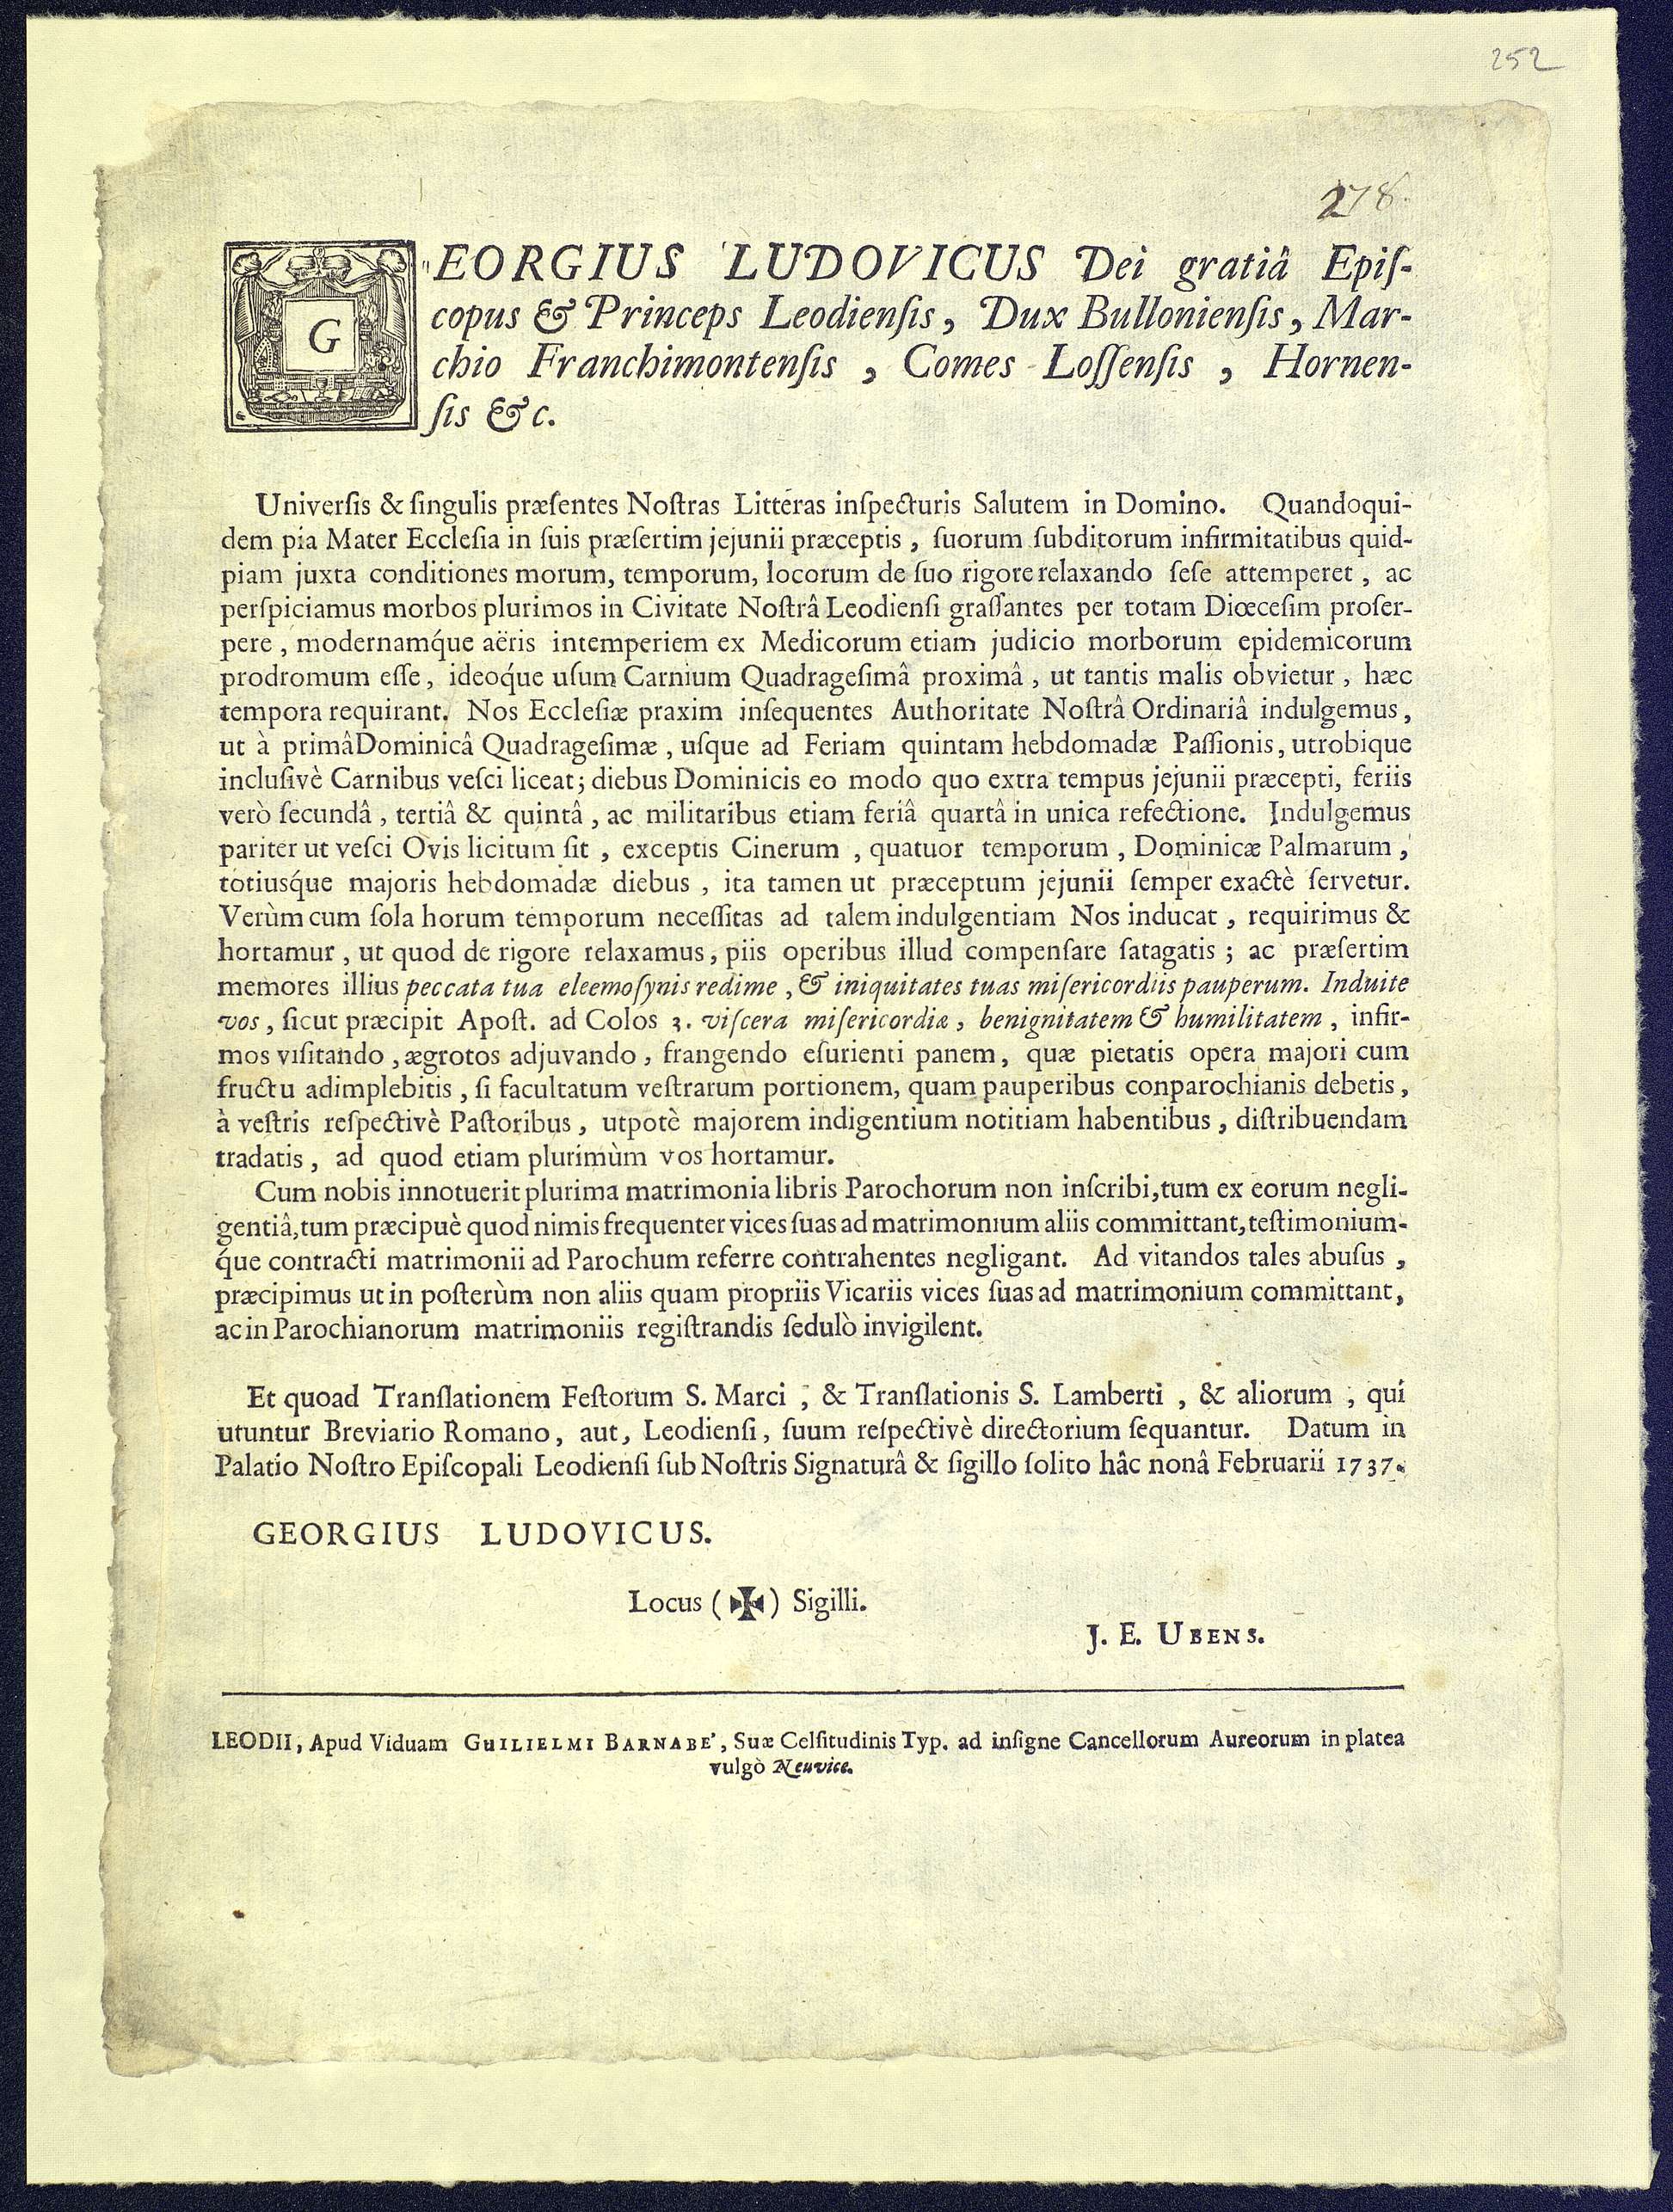 252
278.
GEORGIUS LUDOVICUS Dei gratiâ Epiſ-
copus & Princeps Leodienſis, Dux Bullonienſis, Mar-
chio Franchimontenſis, Comes Loſſenſis, Hornen-
ſis &c.
Univerſis & ſingulis præſentes Noſtras Litteras inſpecturis Salutem in Domino. Quandoqui-
dem pia Mater Eccleſia in ſuis præſertim jejunii præceptis, ſuorum ſubditorum infirmitatibus quid-
piam juxta conditiones morum, temporum, locorum de ſuo rigore relaxando ſeſe attemperet, ac
perſpiciamus morbos plurimos in Civitate Noſtrâ Leodienſi graſſantes per totam Diœceſim proſer-
pere, modernamq́ue aëris intemperiem ex Medicorum etiam judicio morborum epidemicorum
prodromum eſſe, ideoq́ue uſum Carnium Quadrageſimâ proximâ, ut tantis malis obvietur, hæc
tempora requirant. Nos Eccleſiæ praxim inſequentes Authoritate Noſtrâ Ordinariâ indulgemus,
ut à primâ Dominicâ Quadrageſimæ, uſque ad Feriam quintam hebdomadæ Paſſionis, utrobique
incluſivè Carnibus veſci liceat; diebus Dominicis eo modo quo extra tempus jejunii præcepti, feriis
verò ſecundâ, tertiâ & quintâ, ac militaribus etiam feriâ quartâ in unica refectione. Indulgemus
pariter ut veſci Ovis licitum ſit, exceptis Cinerum, quatuor temporum, Dominicæ Palmarum,
totiusq́ue majoris hebdomadæ diebus, ita tamen ut præceptum jejunii ſemper exactè ſervetur.
Verùm cum ſola horum temporum neceſſitas ad talem indulgentiam Nos inducat, requirimus &
hortamur, ut quod de rigore relaxamus, piis operibus illud compenſare ſatagatis; ac præſertim
memores illius peccata tua eleemoſynis redime, & iniquitates tuas miſericordiis pauperum. Induite
vos, ſicut præcipit Apoſt. ad Colos 3. viſcera miſericordiæ, benignitatem & humilitatem, infir-
mos viſitando, ægrotos adjuvando, frangendo eſurienti panem, quæ pietatis opera majori cum
fructu adimplebitis, ſi facultatum veſtrarum portionem, quam pauperibus conparochianis debetis,
à veſtris reſpectivè Paſtoribus, utpotè majorem indigentium notitiam habentibus, diſtribuendam
tradatis, ad quod etiam plurimùm vos hortamur.
Cum nobis innotuerit plurima matrimonia libris Parochorum non inſcribi, tum ex eorum negli-
gentiâ, tum præcipuè quod nimis frequenter vices ſuas ad matrimonium aliis committant, teſtimonium-
q́ue contracti matrimonii ad Parochum referre contrahentes negligant. Ad vitandos tales abuſus,
præcipimus ut in poſterùm non aliis quam propriis Vicariis vices ſuas ad matrimonium committant,
ac in Parochianorum matrimoniis regiſtrandis ſedulò invigilent.
Et quoad Tranſlationem Feſtorum S. Marci, & Tranſlationis S. Lamberti, & aliorum, qui
utuntur Breviario Romano, aut, Leodienſi, ſuum reſpectivè directorium ſequantur. Datum in
Palatio Noſtro Epiſcopali Leodienſi ſub Noſtris Signaturâ & ſigillo ſolito hâc nonâ Februarii 1737.
GEORGIUS LUDOVICUS.
Locus (✠) Sigilli.
J. E. UBENS.
LEODII, Apud Viduam GUILIELMI BARNABE', Suæ Celſitudinis Typ. ad inſigne Cancellorum Aureorum in platea
vulgò Neuvice.